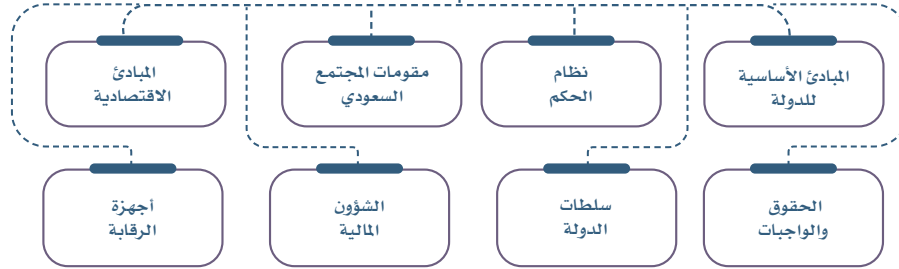 المبادئ الأساسية
للدولة
نظام
الحكم
مقومات المجتمع
السعودي
المبادئ
الاقتصادية
الحقوق
والواجبات
سلطات
الدولة
الشؤون
المالية
أجهزة
الرقابة